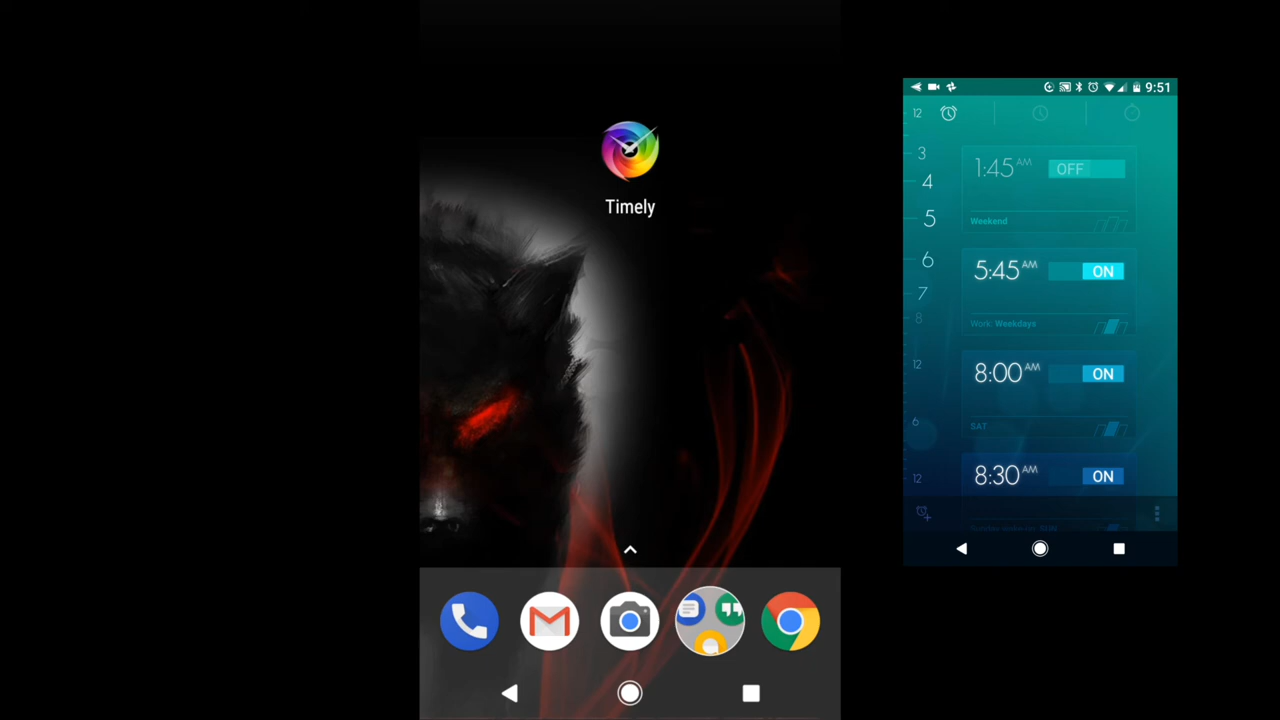 Timely
9:51
12
3
4
5
6
7
8
12
6
12
1:45 AM OFF
Weekend
5:45 AM ON
Work: Weekdays
8:00 AM ON
SAT
8:30 AM ON